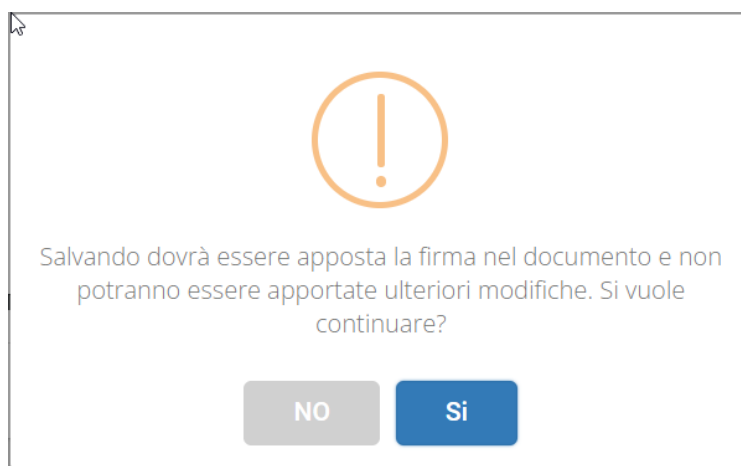 Salvando dovrà essere apposta la firma nel documento e non
potranno essere apportate ulteriori modifiche. Si vuole
continuare?
NO
Si